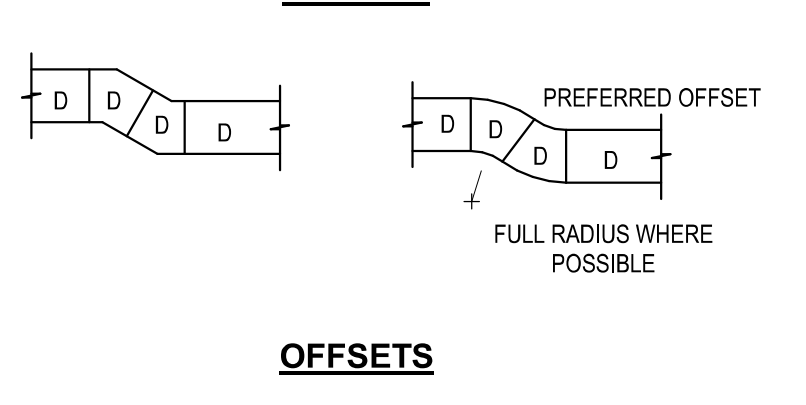 D D D D
PREFERRED OFFSET
D D D D
FULL RADIUS WHERE
POSSIBLE
OFFSETS